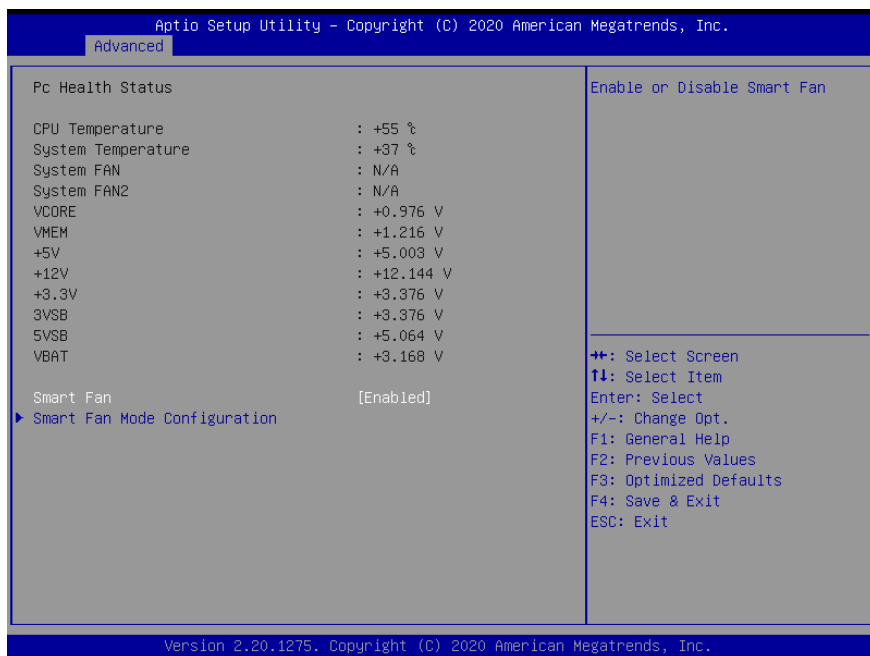 Aptio Setup Utility – Copyright (C) 2020 American Megatrends, Inc.
Advanced
Pc Health Status
Enable or Disable Smart Fan
CPU Temperature : +55 ℃
System Temperature : +37 ℃
System FAN : N/A
System FAN2 : N/A
VCORE : +0.976 V
VMEM : +1.216 V
+5V : +5.003 V
+12V : +12.144 V
+3.3V : +3.376 V
3VSB : +3.376 V
5VSB : +5.064 V
VBAT : +3.168 V
Smart Fan [Enabled]
Smart Fan Mode Configuration
→←: Select Screen
↑↓: Select Item
Enter: Select
+/-: Change Opt.
F1: General Help
F2: Previous Values
F3: Optimized Defaults
F4: Save & Exit
ESC: Exit
Version 2.20.1275. Copyright (C) 2020 American Megatrends, Inc.